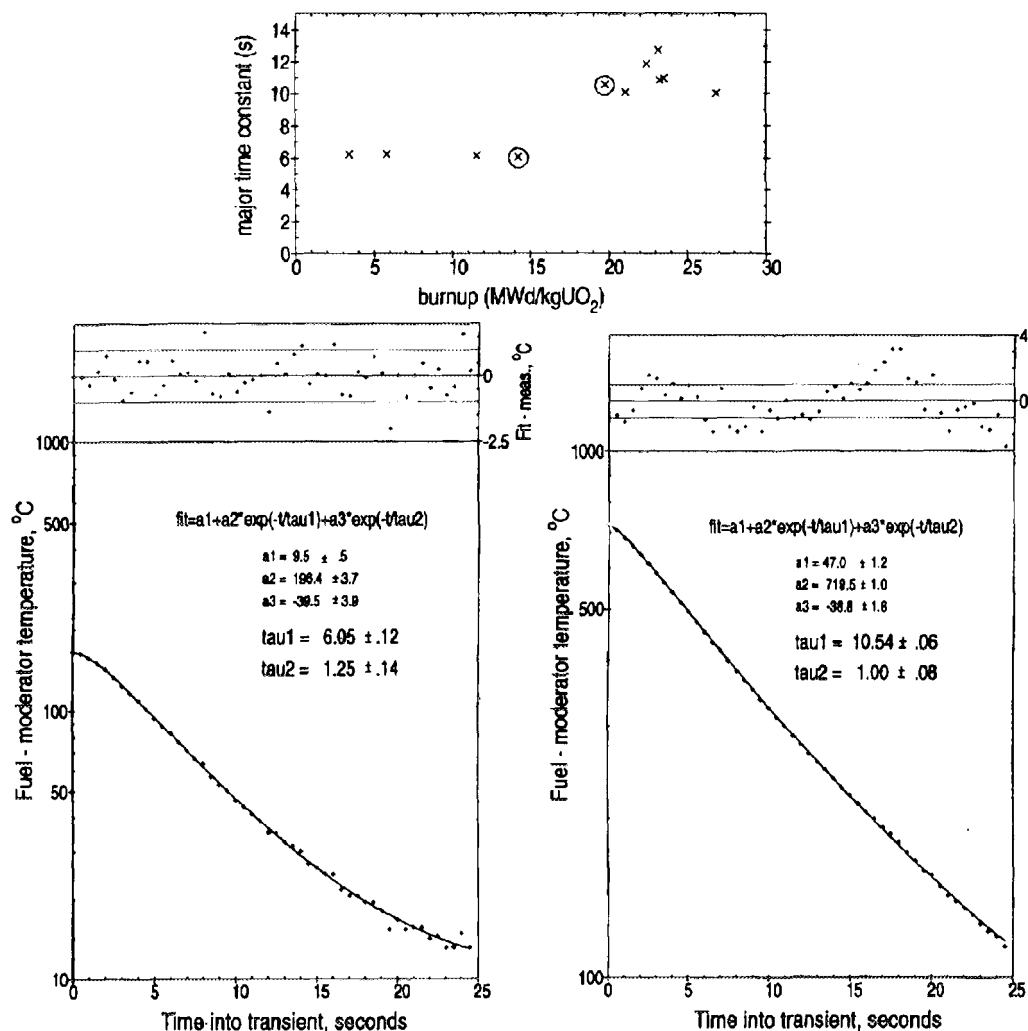 major time constant (s)
14
12
10
8
6
4
2
0
0 5 10 15 20 25 30
burnup (MWd/kgUO2)
0
-2.5
Fit - meas., °C
1000
500
100
50
10
Fuel - moderator temperature, °C
fit=a1+a2*exp(-t/tau1)+a3*exp(-t/tau2)
a1 = 9.5 ± .5
a2 = 196.4 ±3.7
a3 = -39.5 ±3.9
tau1 = 6.05 ±.12
tau2 = 1.25 ±.14
0 5 10 15 20 25
Time into transient, seconds
4
0
1000
500
100
Fuel - moderator temperature, °C
fit=a1+a2*exp(-t/tau1)+a3*exp(-t/tau2)
a1 = 47.0 ± 1.2
a2 = 719.5 ± 1.0
a3 = -38.8 ± 1.6
tau1 = 10.54 ± .06
tau2 = 1.00 ± .08
0 5 10 15 20 25
Time into transient, seconds